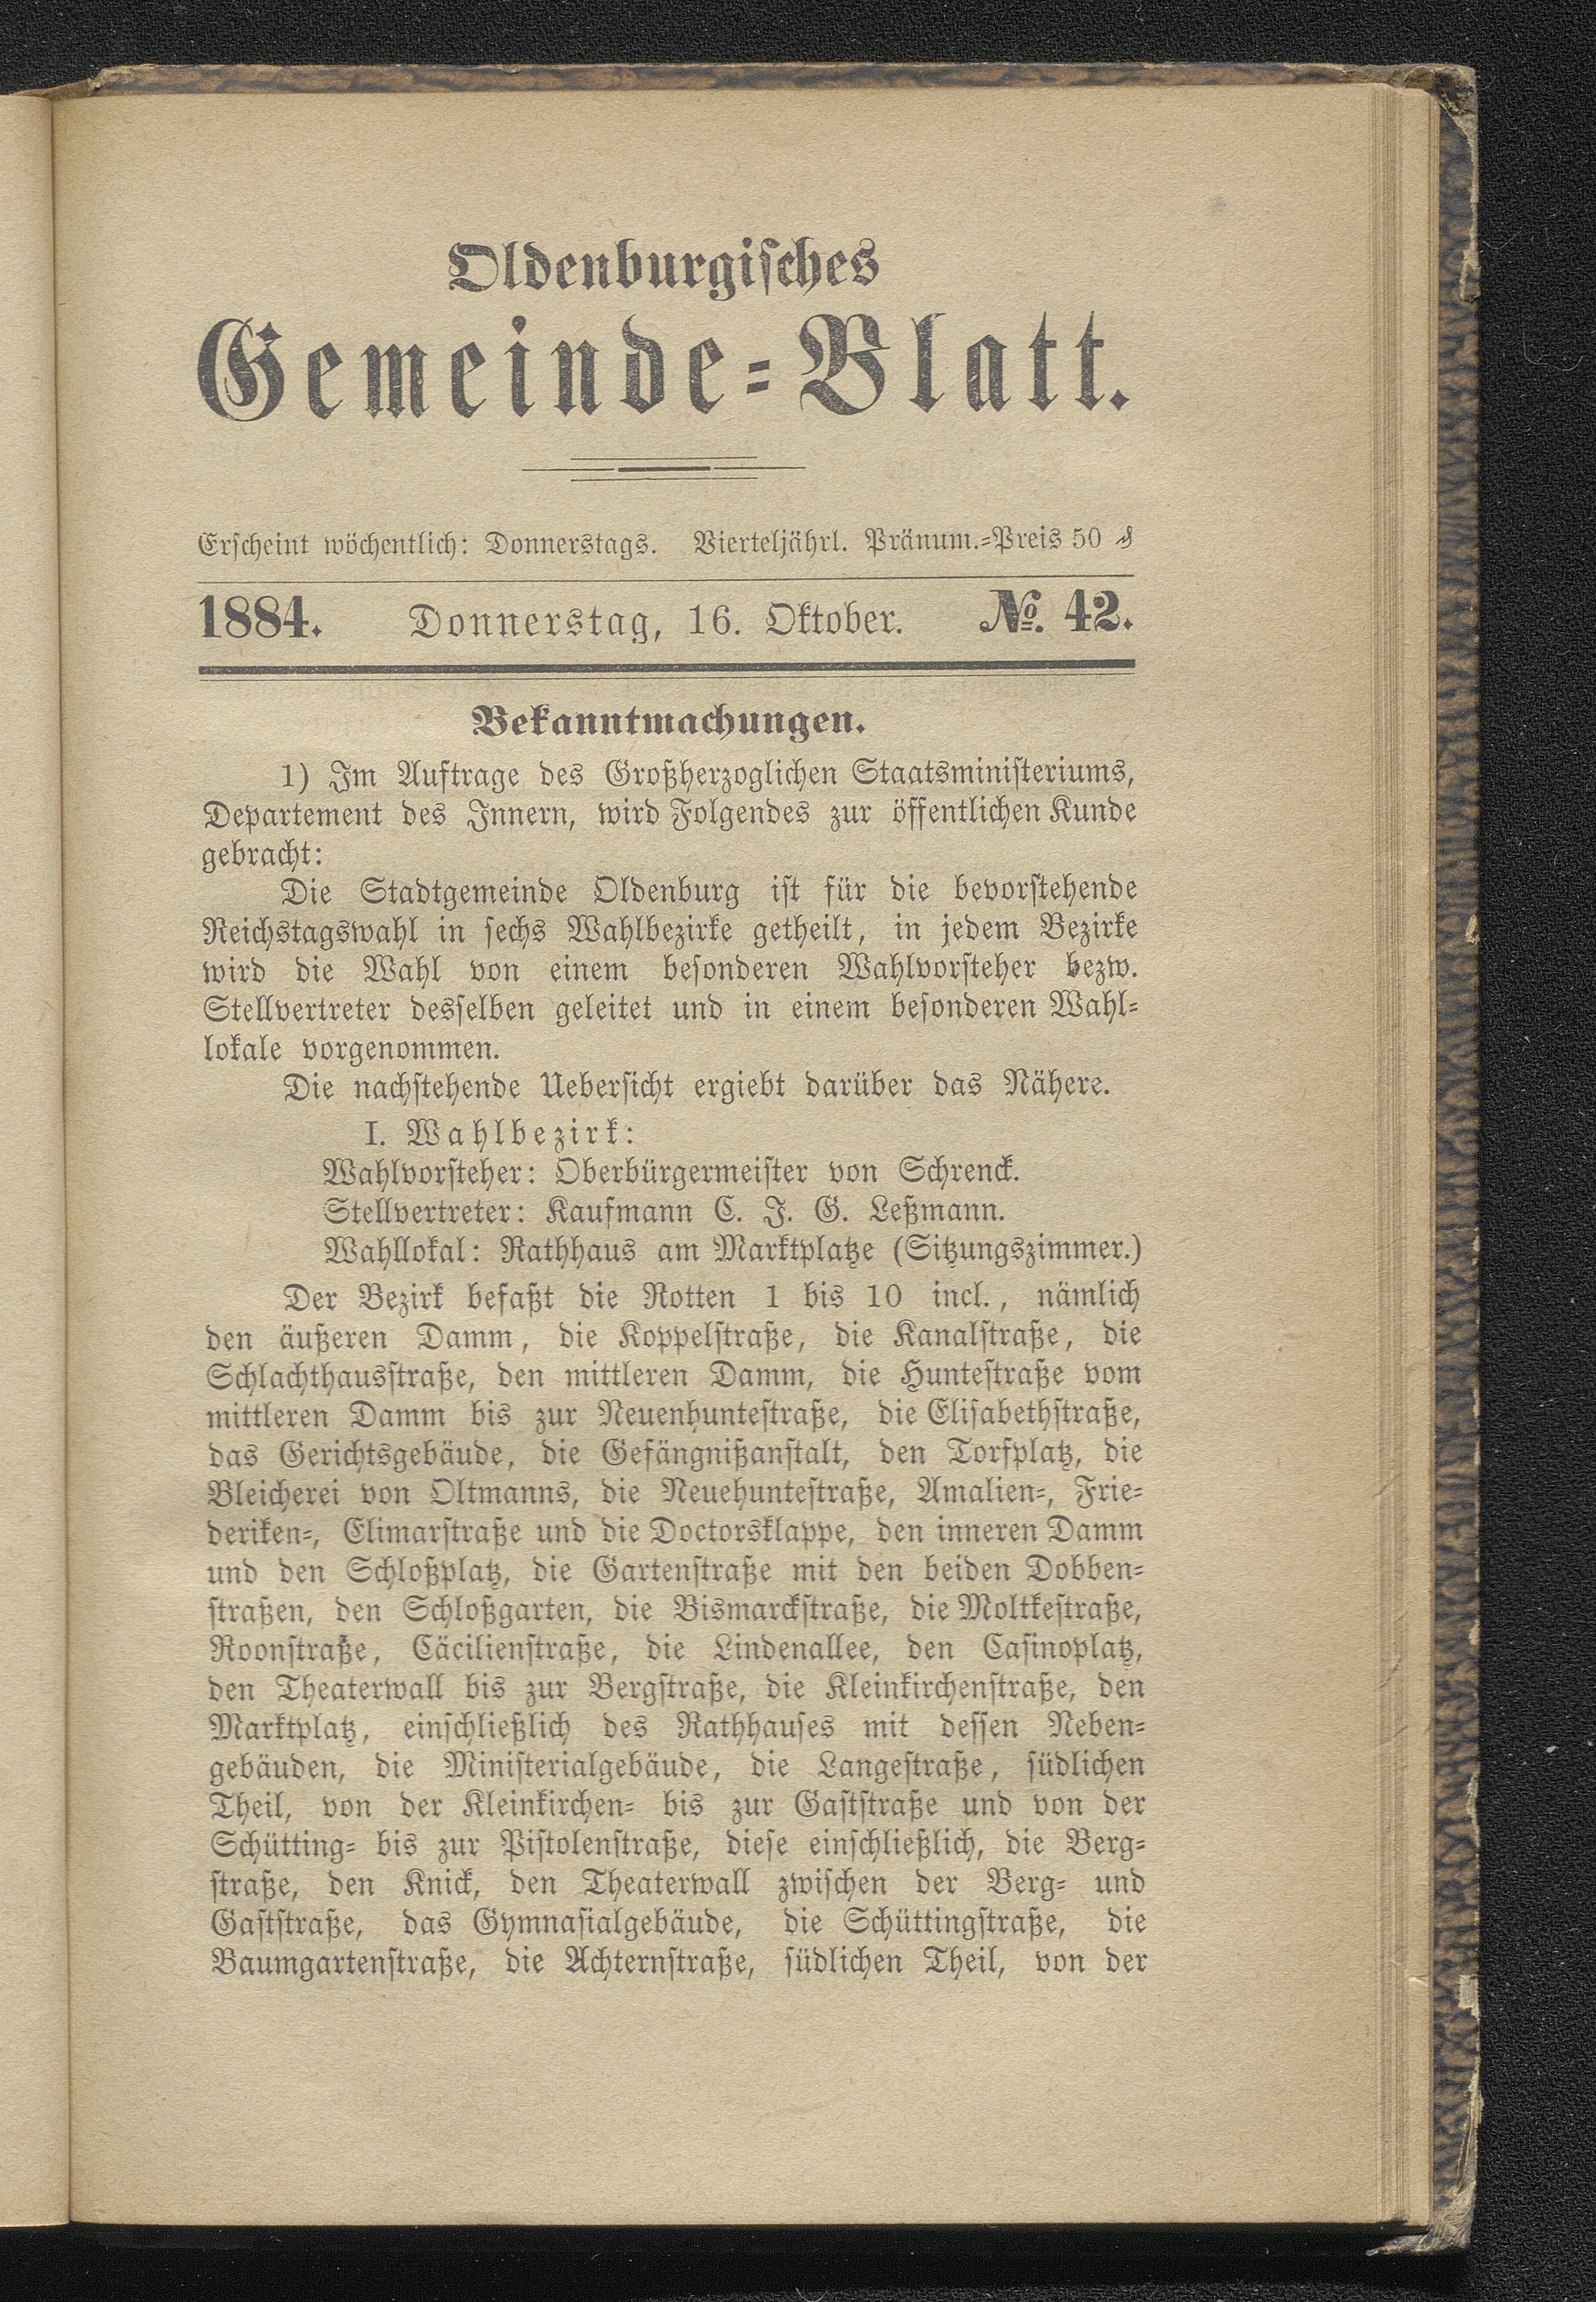 Oldenburgisches
Gemeinde-Blatt.
Erscheint wöchentlich: Donnerstags. Vierteljährl. Pränum.-Preis 50 ₰
1884. Donnerstag, 16. Oktober. №. 42.
Bekanntmachungen.
1) Im Auftrage des Großherzoglichen Staatsministeriums,
Departement des Innern, wird Folgendes zur öffentlichen Kunde
gebracht:
Die Stadtgemeinde Oldenburg ist für die bevorstehende
Reichstagswahl in sechs Wahlbezirke getheilt, in jedem Bezirke
wird die Wahl von einem besonderen Wahlvorsteher bezw.
Stellvertreter desselben geleitet und in einem besonderen Wahl-
lokale vorgenommen.
Die nachstehende Uebersicht ergiebt darüber das Nähere.
I. Wahlbezirk:
Wahlvorsteher: Oberbürgermeister von Schrenck.
Stellvertreter: Kaufmann C. J. G. Leßmann.
Wahllokal: Rathhaus am Marktplatze (Sitzungszimmer.)
Der Bezirk befaßt die Rotten 1 bis 10 incl., nämlich
den äußeren Damm, die Koppelstraße, die Kanalstraße, die
Schlachthausstraße, den mittleren Damm, die Huntestraße vom
mittleren Damm bis zur Neuenhuntestraße, die Elisabethstraße,
das Gerichtsgebäude, die Gefängnißanstalt, den Torfplatz, die
Bleicherei von Oltmanns, die Neuehuntestraße, Amalien-, Frie-
deriken-, Elimarstraße und die Doctorsklappe, den inneren Damm
und den Schloßplatz, die Gartenstraße mit den beiden Dobben-
straßen, den Schloßgarten, die Bismarckstraße, die Moltkestraße,
Roonstraße, Cäcilienstraße, die Lindenallee, den Casinoplatz,
den Theaterwall bis zur Bergstraße, die Kleinkirchenstraße, den
Marktplatz, einschließlich des Rathhauses mit dessen Neben-
gebäuden, die Ministerialgebäude, die Langestraße, südlichen
Theil, von der Kleinkirchen- bis zur Gaststraße und von der
Schütting- bis zur Pistolenstraße, diese einschließlich, die Berg-
straße, den Knick, den Theaterwall zwischen der Berg- und
Gaststraße, das Gymnasialgebäude, die Schüttingstraße, die
Baumgartenstraße, die Achternstraße, südlichen Theil, von der